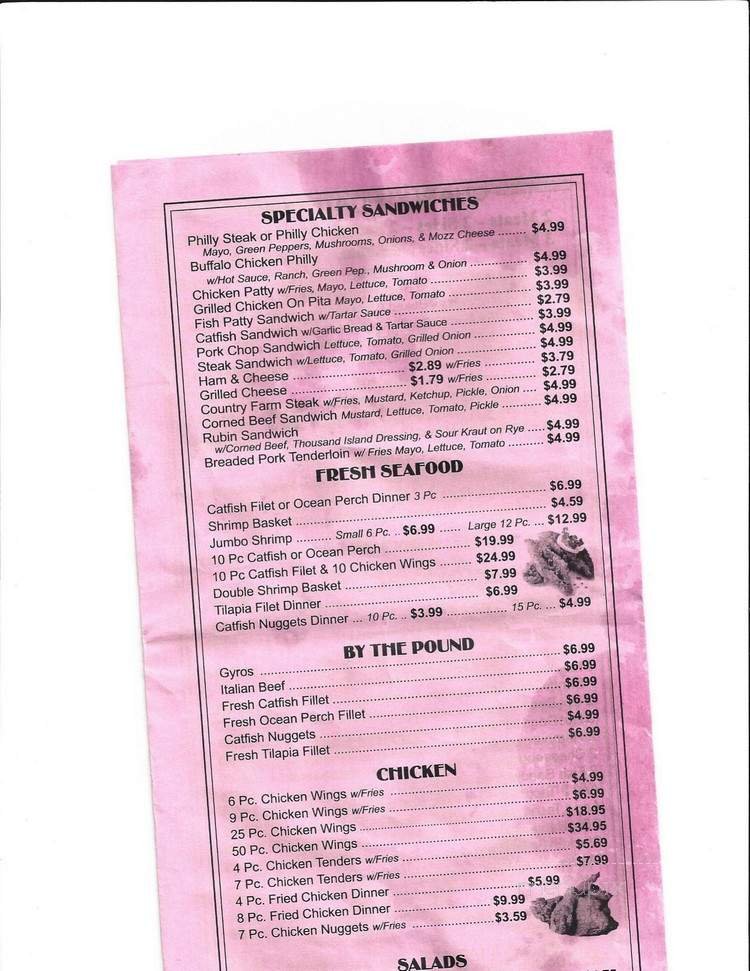 SPECIALTY SANDWICHES
Philly Steak or Philly Chicken
Mayo, Green Peppers, Mushrooms, Onions, & Mozz Cheese ........ $4.99
Buffalo Chicken Philly
w/Hot Sauce, Ranch, Green Pep., Mushroom & Onion ................ $4.99
Chicken Patty w/Fries, Mayo, Lettuce, Tomato ........................ $3.99
Grilled Chicken On Pita Mayo, Lettuce, Tomato ..................... $3.99
Fish Patty Sandwich w/Tartar Sauce ........................ $2.79
Catfish Sandwich w/Garlic Bread & Tartar Sauce ..................... $3.99
Pork Chop Sandwich Lettuce, Tomato, Grilled Onion ................ $4.99
Steak Sandwich w/Lettuce, Tomato, Grilled Onion ................ $4.99
Ham & Cheese ........................ $2.89 w/Fries ............. $3.79
Grilled Cheese ........................ $1.79 w/Fries ............. $2.79
Country Farm Steak w/Fries, Mustard, Ketchup, Pickle, Onion .... $4.99
Corned Beef Sandwich Mustard, Lettuce, Tomato, Pickle .......... $4.99
Rubin Sandwich
w/Corned Beef, Thousand Island Dressing, & Sour Kraut on Rye ..... $4.99
Breaded Pork Tenderloin w/ Fries Mayo, Lettuce, Tomato .......... $4.99
FRESH SEAFOOD
Catfish Filet or Ocean Perch Dinner 3 Pc ........................ $6.99
Shrimp Basket ........................ $4.59
Jumbo Shrimp ......... Small 6 Pc. .. $6.99 ...... Large 12 Pc. ... $12.99
10 Pc Catfish or Ocean Perch ..................... $19.99
10 Pc Catfish Filet & 10 Chicken Wings ........ $24.99
Double Shrimp Basket ........................ $7.99
Tilapia Filet Dinner ........................ $6.99
Catfish Nuggets Dinner ... 10 Pc. .. $3.99 ................ 15 Pc. ... $4.99
BY THE POUND
Gyros ........................ $6.99
Italian Beef ........................ $6.99
Fresh Catfish Fillet ........................ $6.99
Fresh Ocean Perch Fillet ........................ $6.99
Catfish Nuggets ........................ $4.99
Fresh Tilapia Fillet ........................ $6.99
CHICKEN
6 Pc. Chicken Wings w/Fries ........................ $4.99
9 Pc. Chicken Wings w/Fries ........................ $6.99
25 Pc. Chicken Wings ........................ $18.95
50 Pc. Chicken Wings ........................ $34.95
4 Pc. Chicken Tenders w/Fries ........................ $5.69
7 Pc. Chicken Tenders w/Fries ........................ $7.99
4 Pc. Fried Chicken Dinner ........................ $5.99
8 Pc. Fried Chicken Dinner ........................ $9.99
7 Pc. Chicken Nuggets w/Fries ..................... $3.59
SALADS